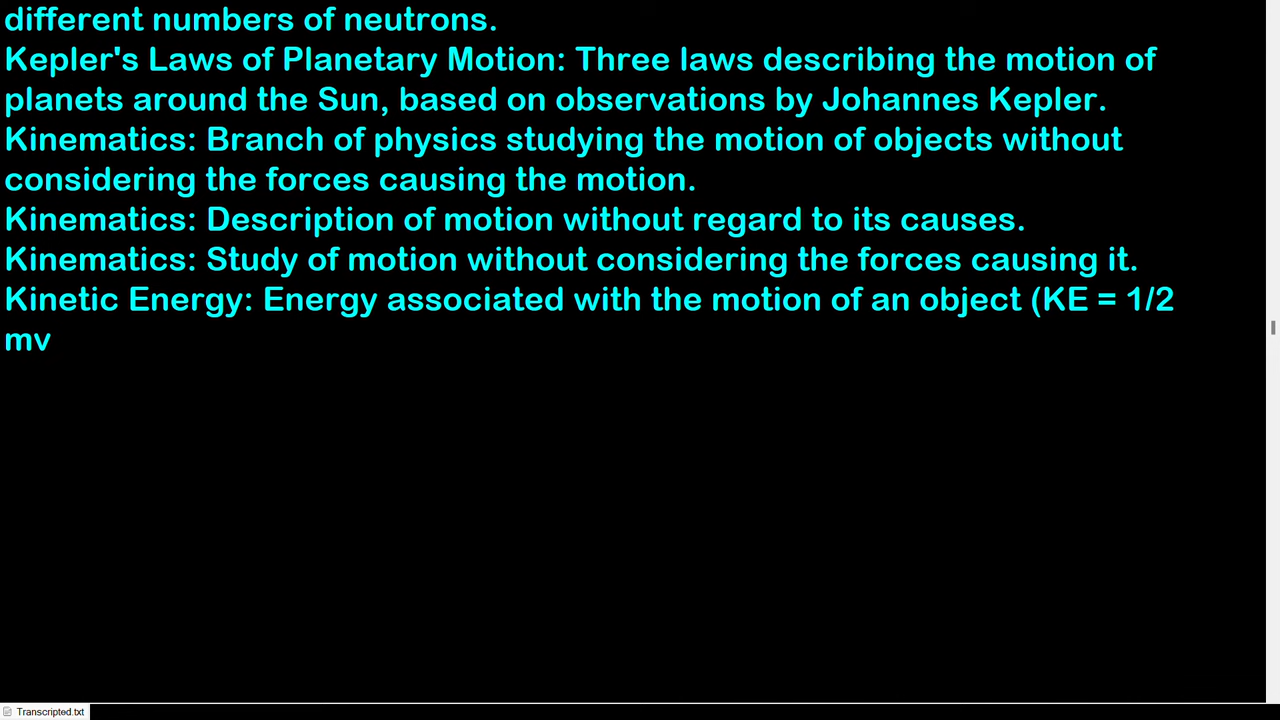 different numbers of neutrons.
Kepler's Laws of Planetary Motion: Three laws describing the motion of
planets around the Sun, based on observations by Johannes Kepler.
Kinematics: Branch of physics studying the motion of objects without
considering the forces causing the motion.
Kinematics: Description of motion without regard to its causes.
Kinematics: Study of motion without considering the forces causing it.
Kinetic Energy: Energy associated with the motion of an object (KE = 1/2
mv
Transcripted.txt